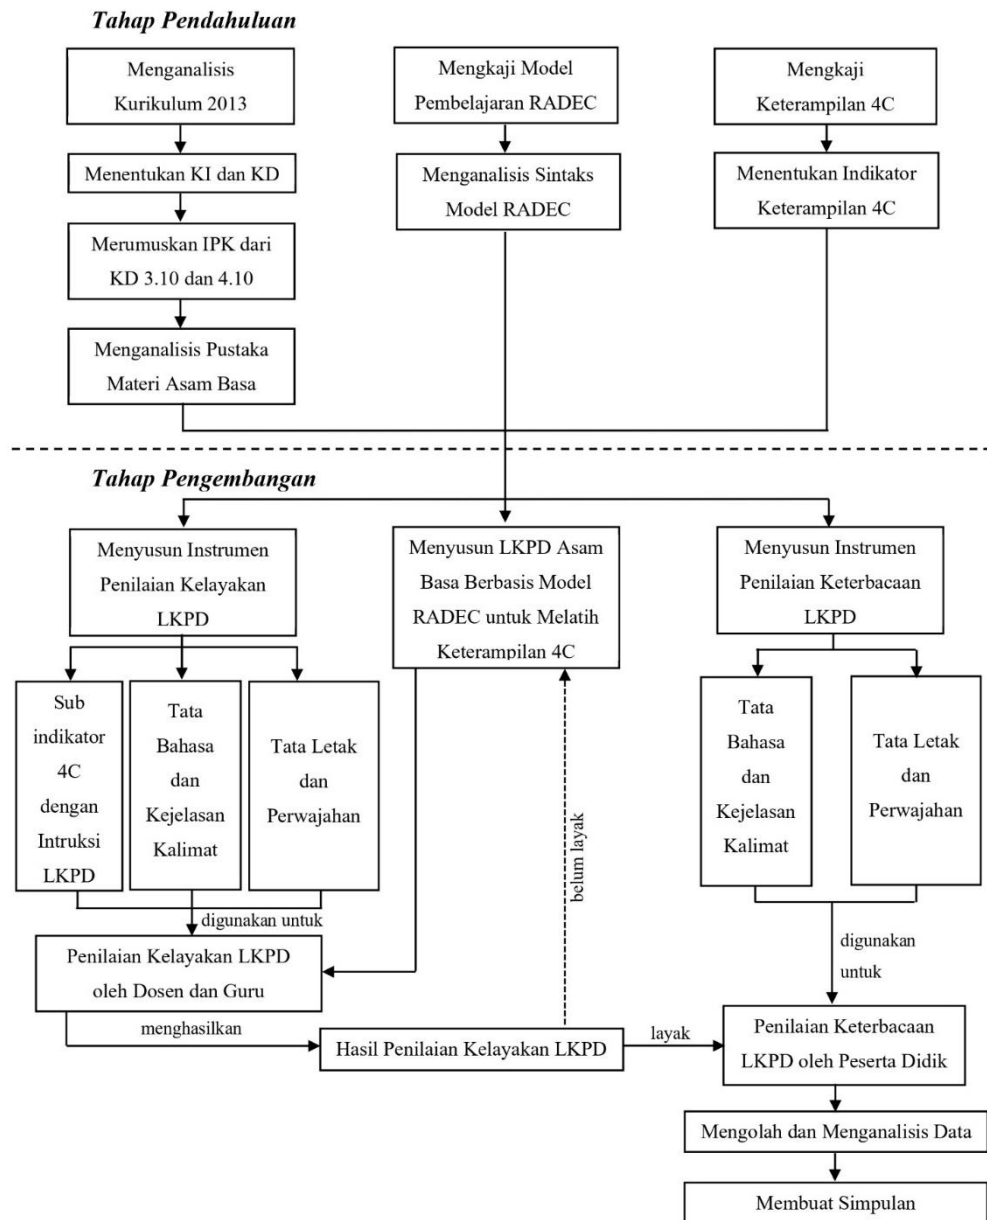 Tahap Pendahuluan
Menganalisis
Kurikulum 2013
Menentukan KI dan KD
Merumuskan IPK dari
KD 3.10 dan 4.10
Menganalisis Pustaka
Materi Asam Basa
Mengkaji Model
Pembelajaran RADEC
Menganalisis Sintaks
Model RADEC
Mengkaji
Keterampilan 4C
Menentukan Indikator
Keterampilan 4C
Tahap Pengembangan
Menyusun Instrumen
Penilaian Kelayakan
LKPD
Sub
indikator
4C
dengan
Intruksi
LKPD
Tata
Bahasa
dan
Kejelasan
Kalimat
Tata Letak
dan
Perwajahan
digunakan untuk
Penilaian Kelayakan LKPD
oleh Dosen dan Guru
menghasilkan
Menyusun LKPD Asam
Basa Berbasis Model
RADEC untuk Melatih
Keterampilan 4C
belum layak
Hasil Penilaian Kelayakan LKPD
layak
Menyusun Instrumen
Penilaian Keterbacaan
LKPD
Tata
Bahasa
dan
Kejelasan
Kalimat
Tata Letak
dan
Perwajahan
digunakan
untuk
Penilaian Keterbacaan
LKPD oleh Peserta Didik
Mengolah dan Menganalisis Data
Membuat Simpulan